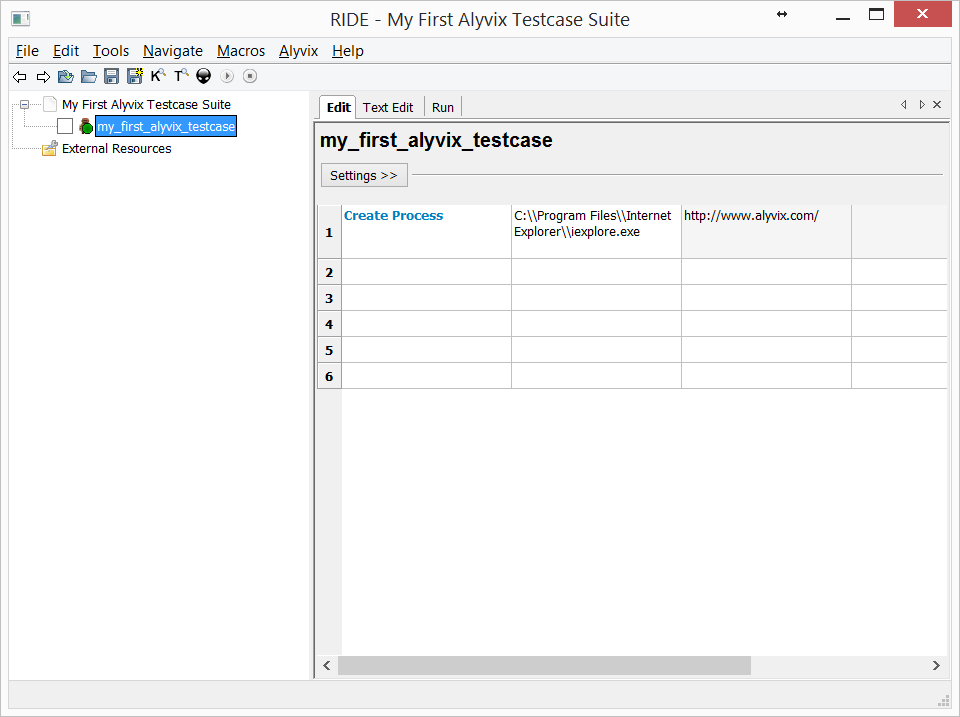 RIDE - My First Alyvix Testcase Suite
File Edit Tools Navigate Macros Alyvix Help
K T
My First Alyvix Testcase Suite
my_first_alyvix_testcase
External Resources
Edit Text Edit Run
my_first_alyvix_testcase
Settings >>
1 Create Process C:\\Program Files\\Internet http://www.alyvix.com/
Explorer\\iexplore.exe
2
3
4
5
6